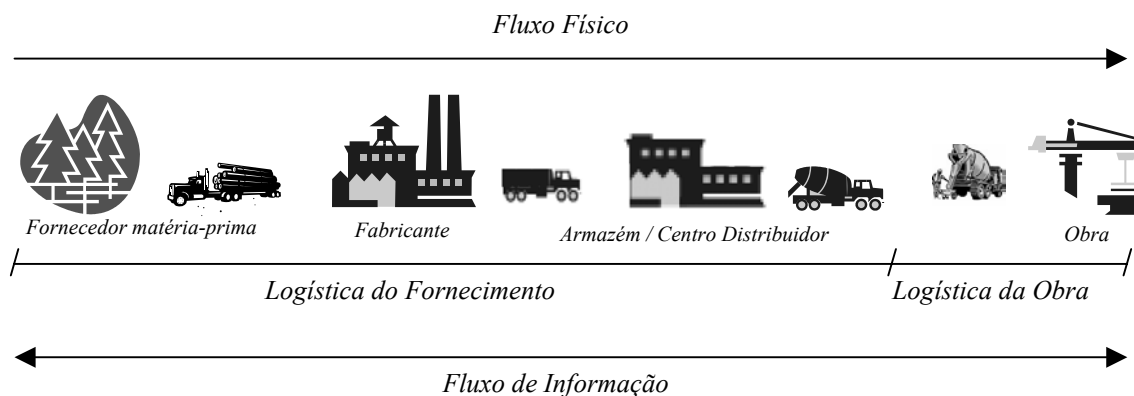 Fluxo Físico
Fornecedor matéria-prima
Fabricante
Armazém / Centro Distribuidor
Obra
Logística do Fornecimento
Logística da Obra
Fluxo de Informação